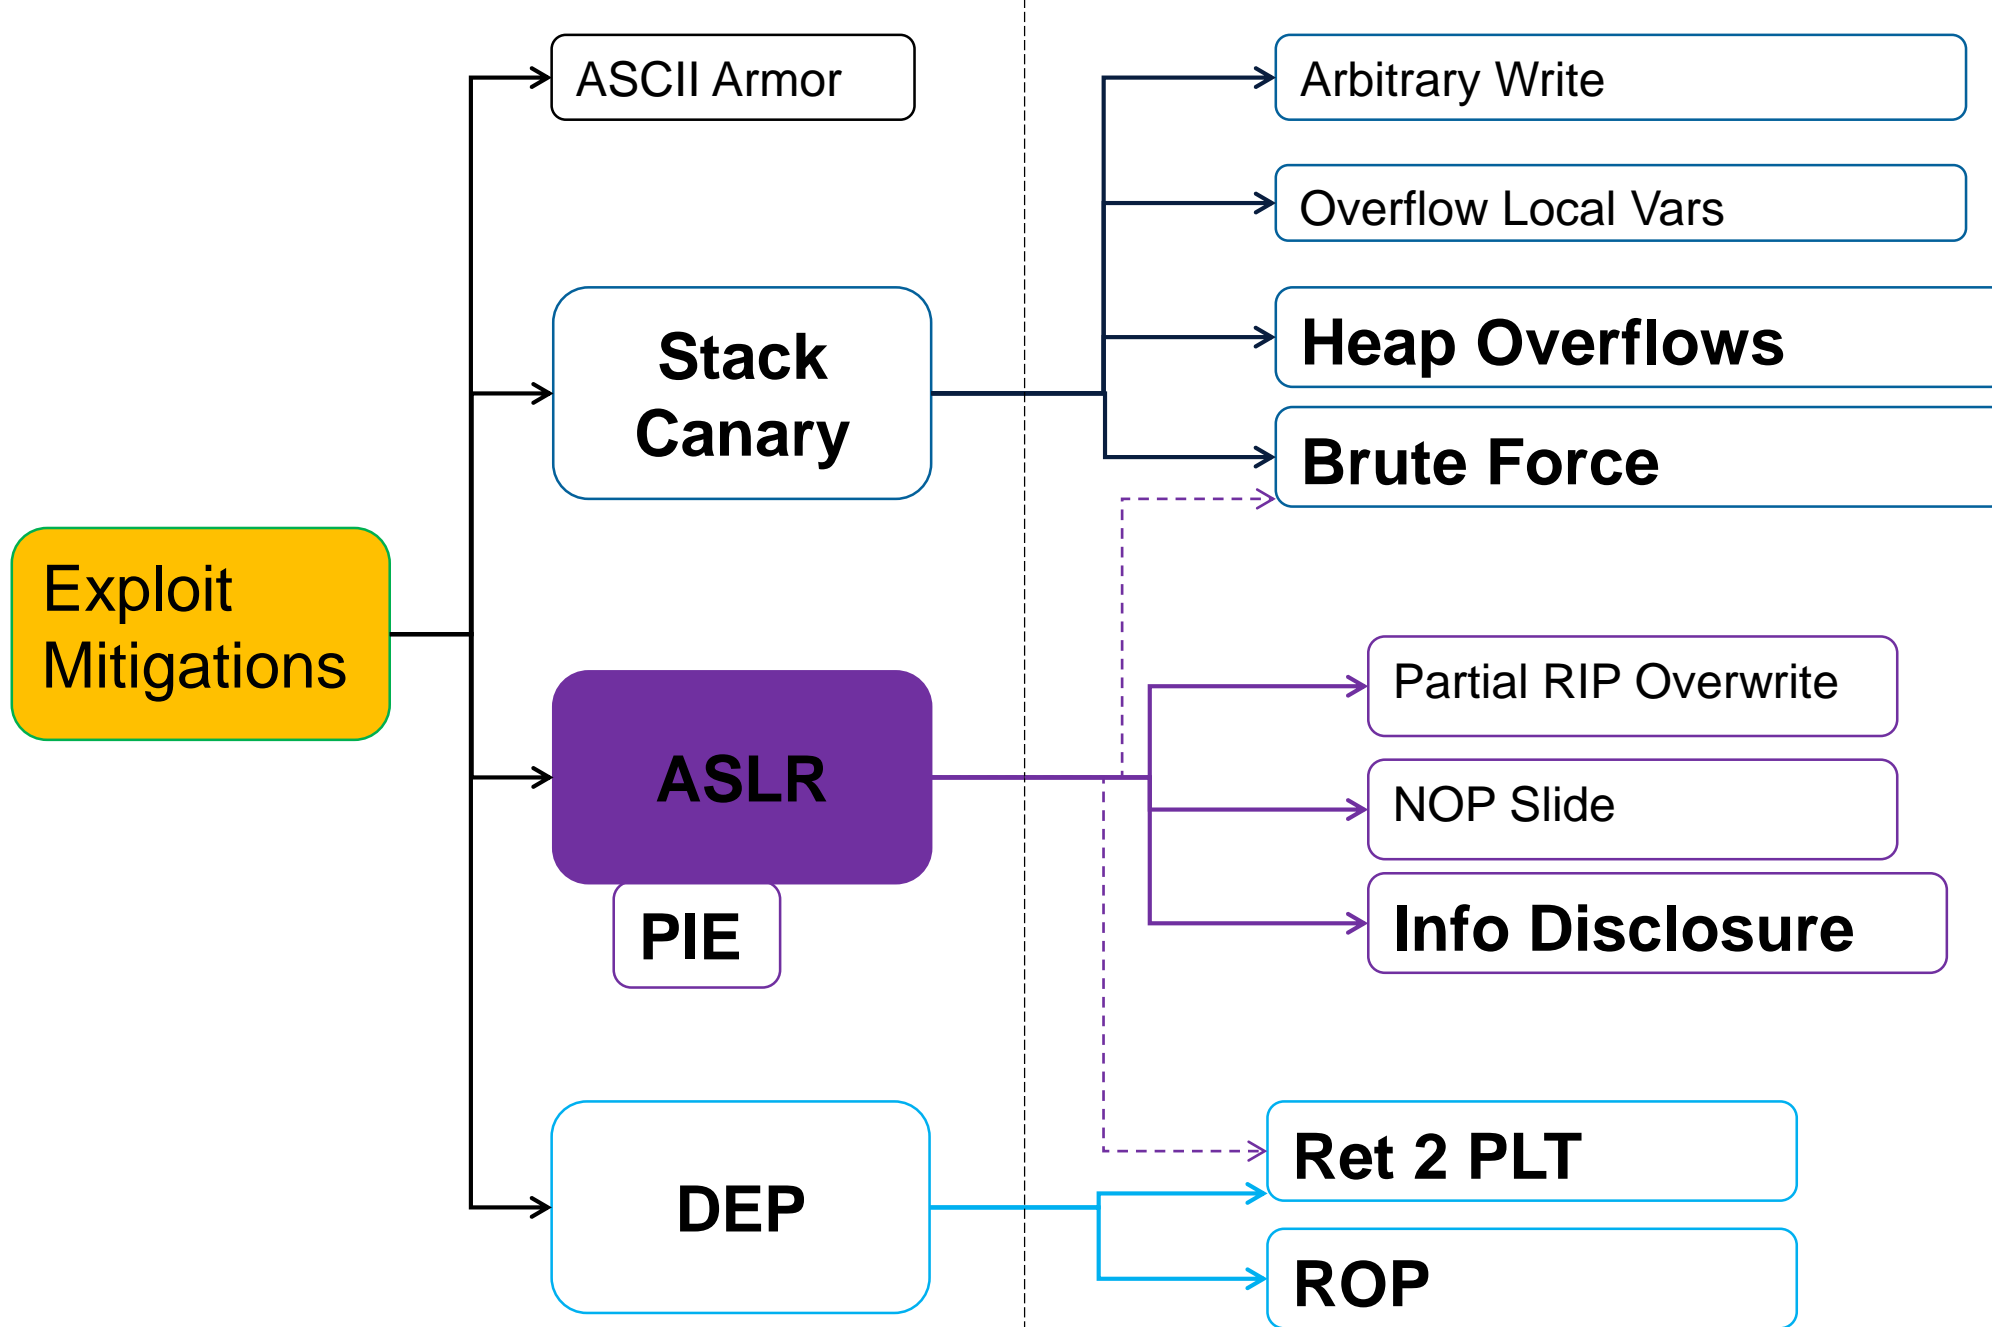 ASCII Armor
Arbitrary Write
Overflow Local Vars
Stack
Canary
Heap Overflows
Brute Force
Exploit
Mitigations
ASLR
PIE
Partial RIP Overwrite
NOP Slide
Info Disclosure
DEP
Ret 2 PLT
ROP